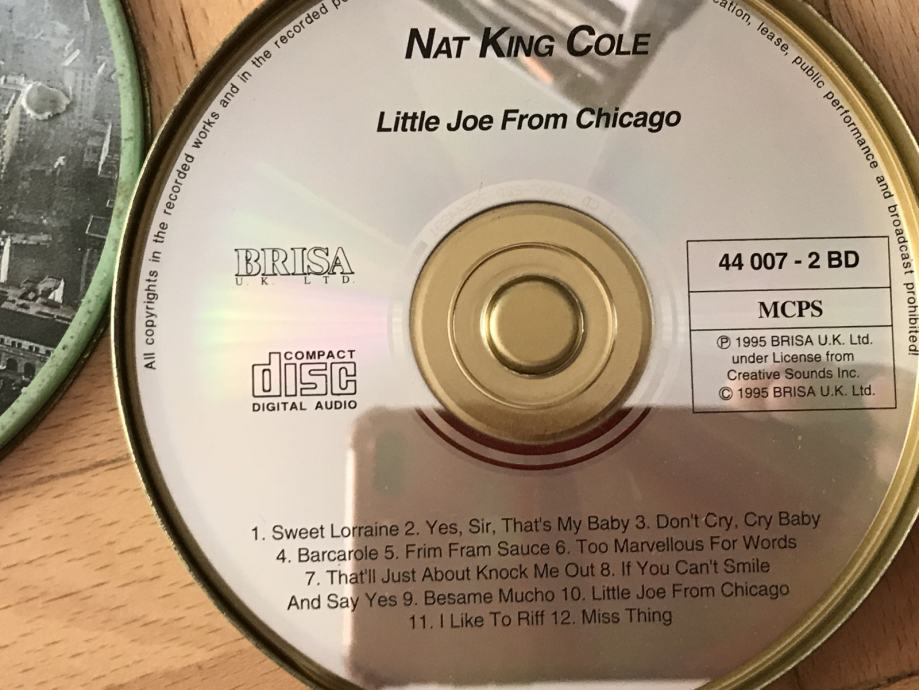 NAT KING COLE
Little Joe From Chicago
All copyrights in the recorded works and in the recorded
lease, public performance and broadcast prohibited!
BRISA
U.K. LTD.
COMPACT
disc
DIGITAL AUDIO
44 007 - 2 BD
MCPS
Ⓟ 1995 BRISA U.K. Ltd.
under License from
Creative Sounds Inc.
© 1995 BRISA U.K. Ltd.
1. Sweet Lorraine 2. Yes, Sir, That's My Baby 3. Don't Cry, Cry Baby
4. Barcarole 5. Frim Fram Sauce 6. Too Marvellous For Words
7. That'll Just About Knock Me Out 8. If You Can't Smile
And Say Yes 9. Besame Mucho 10. Little Joe From Chicago
11. I Like To Riff 12. Miss Thing